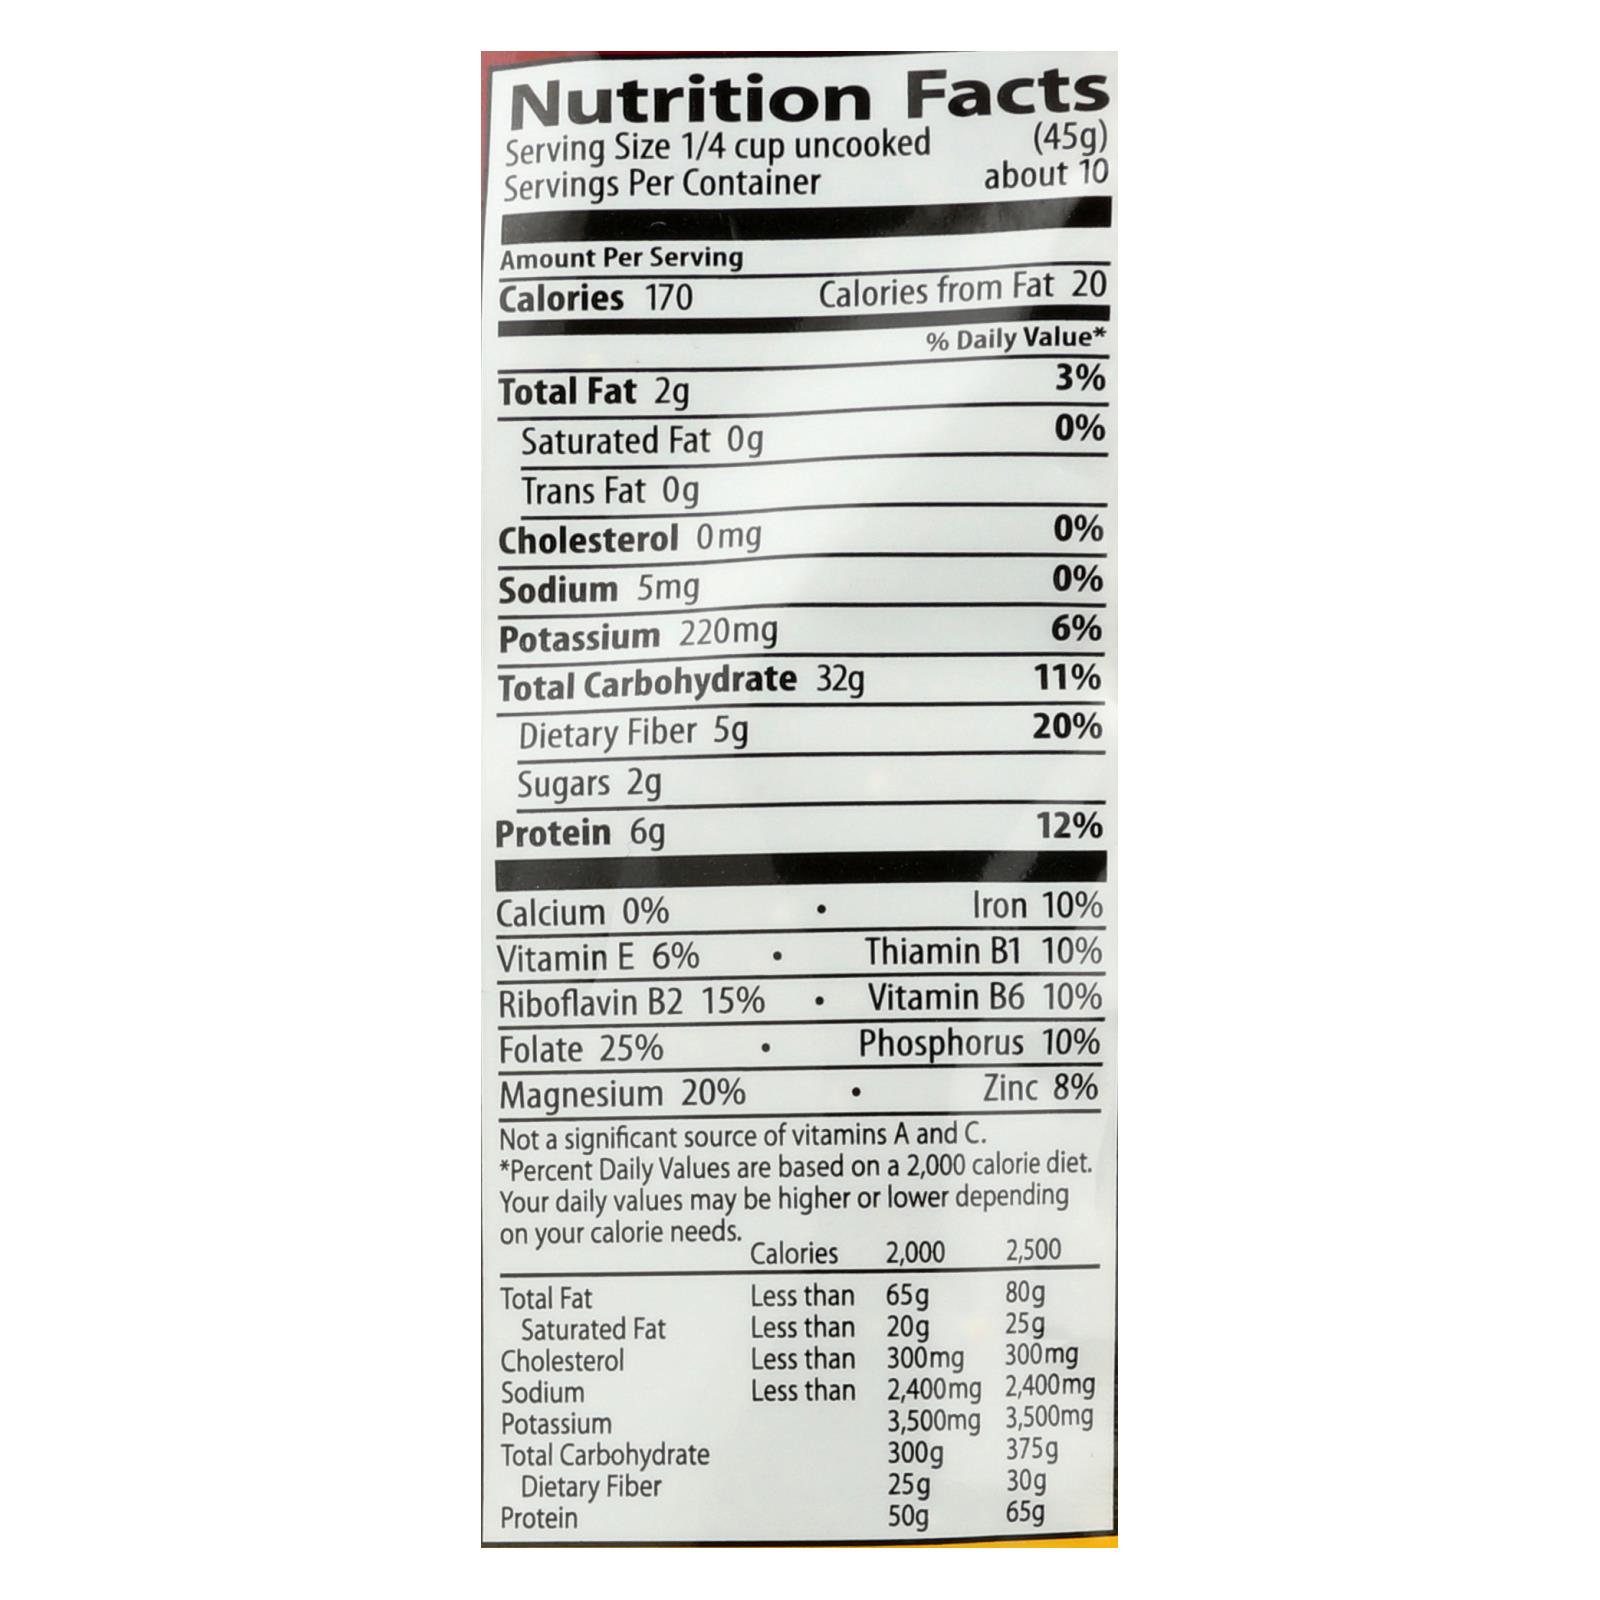 Nutrition Facts
Serving Size 1/4 cup uncooked (45g)
Servings Per Container about 10
Amount Per Serving
Calories 170 Calories from Fat 20
% Daily Value*
Total Fat 2g 3%
Saturated Fat 0g 0%
Trans Fat 0g
Cholesterol 0mg 0%
Sodium 5mg 0%
Potassium 220mg 6%
Total Carbohydrate 32g 11%
Dietary Fiber 5g 20%
Sugars 2g
Protein 6g 12%
Calcium 0% • Iron 10%
Vitamin E 6% • Thiamin B1 10%
Riboflavin B2 15% • Vitamin B6 10%
Folate 25% • Phosphorus 10%
Magnesium 20% • Zinc 8%
Not a significant source of vitamins A and C.
*Percent Daily Values are based on a 2,000 calorie diet.
Your daily values may be higher or lower depending
on your calorie needs.
Calories 2,000 2,500
Total Fat Less than 65g 80g
Saturated Fat Less than 20g 25g
Cholesterol Less than 300mg 300mg
Sodium Less than 2,400mg 2,400mg
Potassium 3,500mg 3,500mg
Total Carbohydrate 300g 375g
Dietary Fiber 25g 30g
Protein 50g 65g